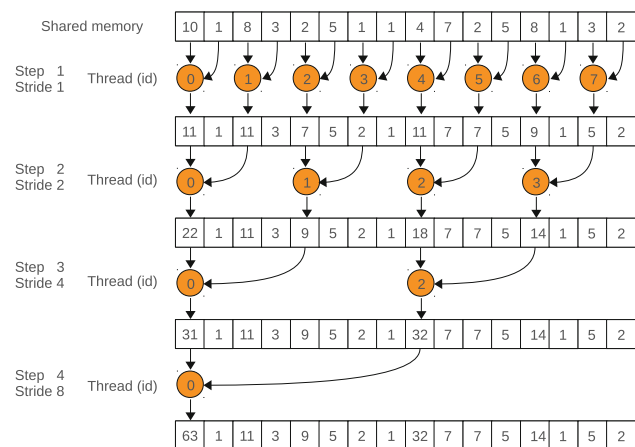 Shared memory 10 1 8 3 2 5 1 1 4 7 2 5 8 1 3 2
Step 1
Stride 1
Thread (id) 0 1 2 3 4 5 6 7
11 1 11 3 7 5 2 1 11 7 7 5 9 1 5 2
Step 2
Stride 2
Thread (id) 0 1 2 3
22 1 11 3 9 5 2 1 18 7 7 5 14 1 5 2
Step 3
Stride 4
Thread (id) 0 2
31 1 11 3 9 5 2 1 32 7 7 5 14 1 5 2
Step 4
Stride 8
Thread (id) 0
63 1 11 3 9 5 2 1 32 7 7 5 14 1 5 2